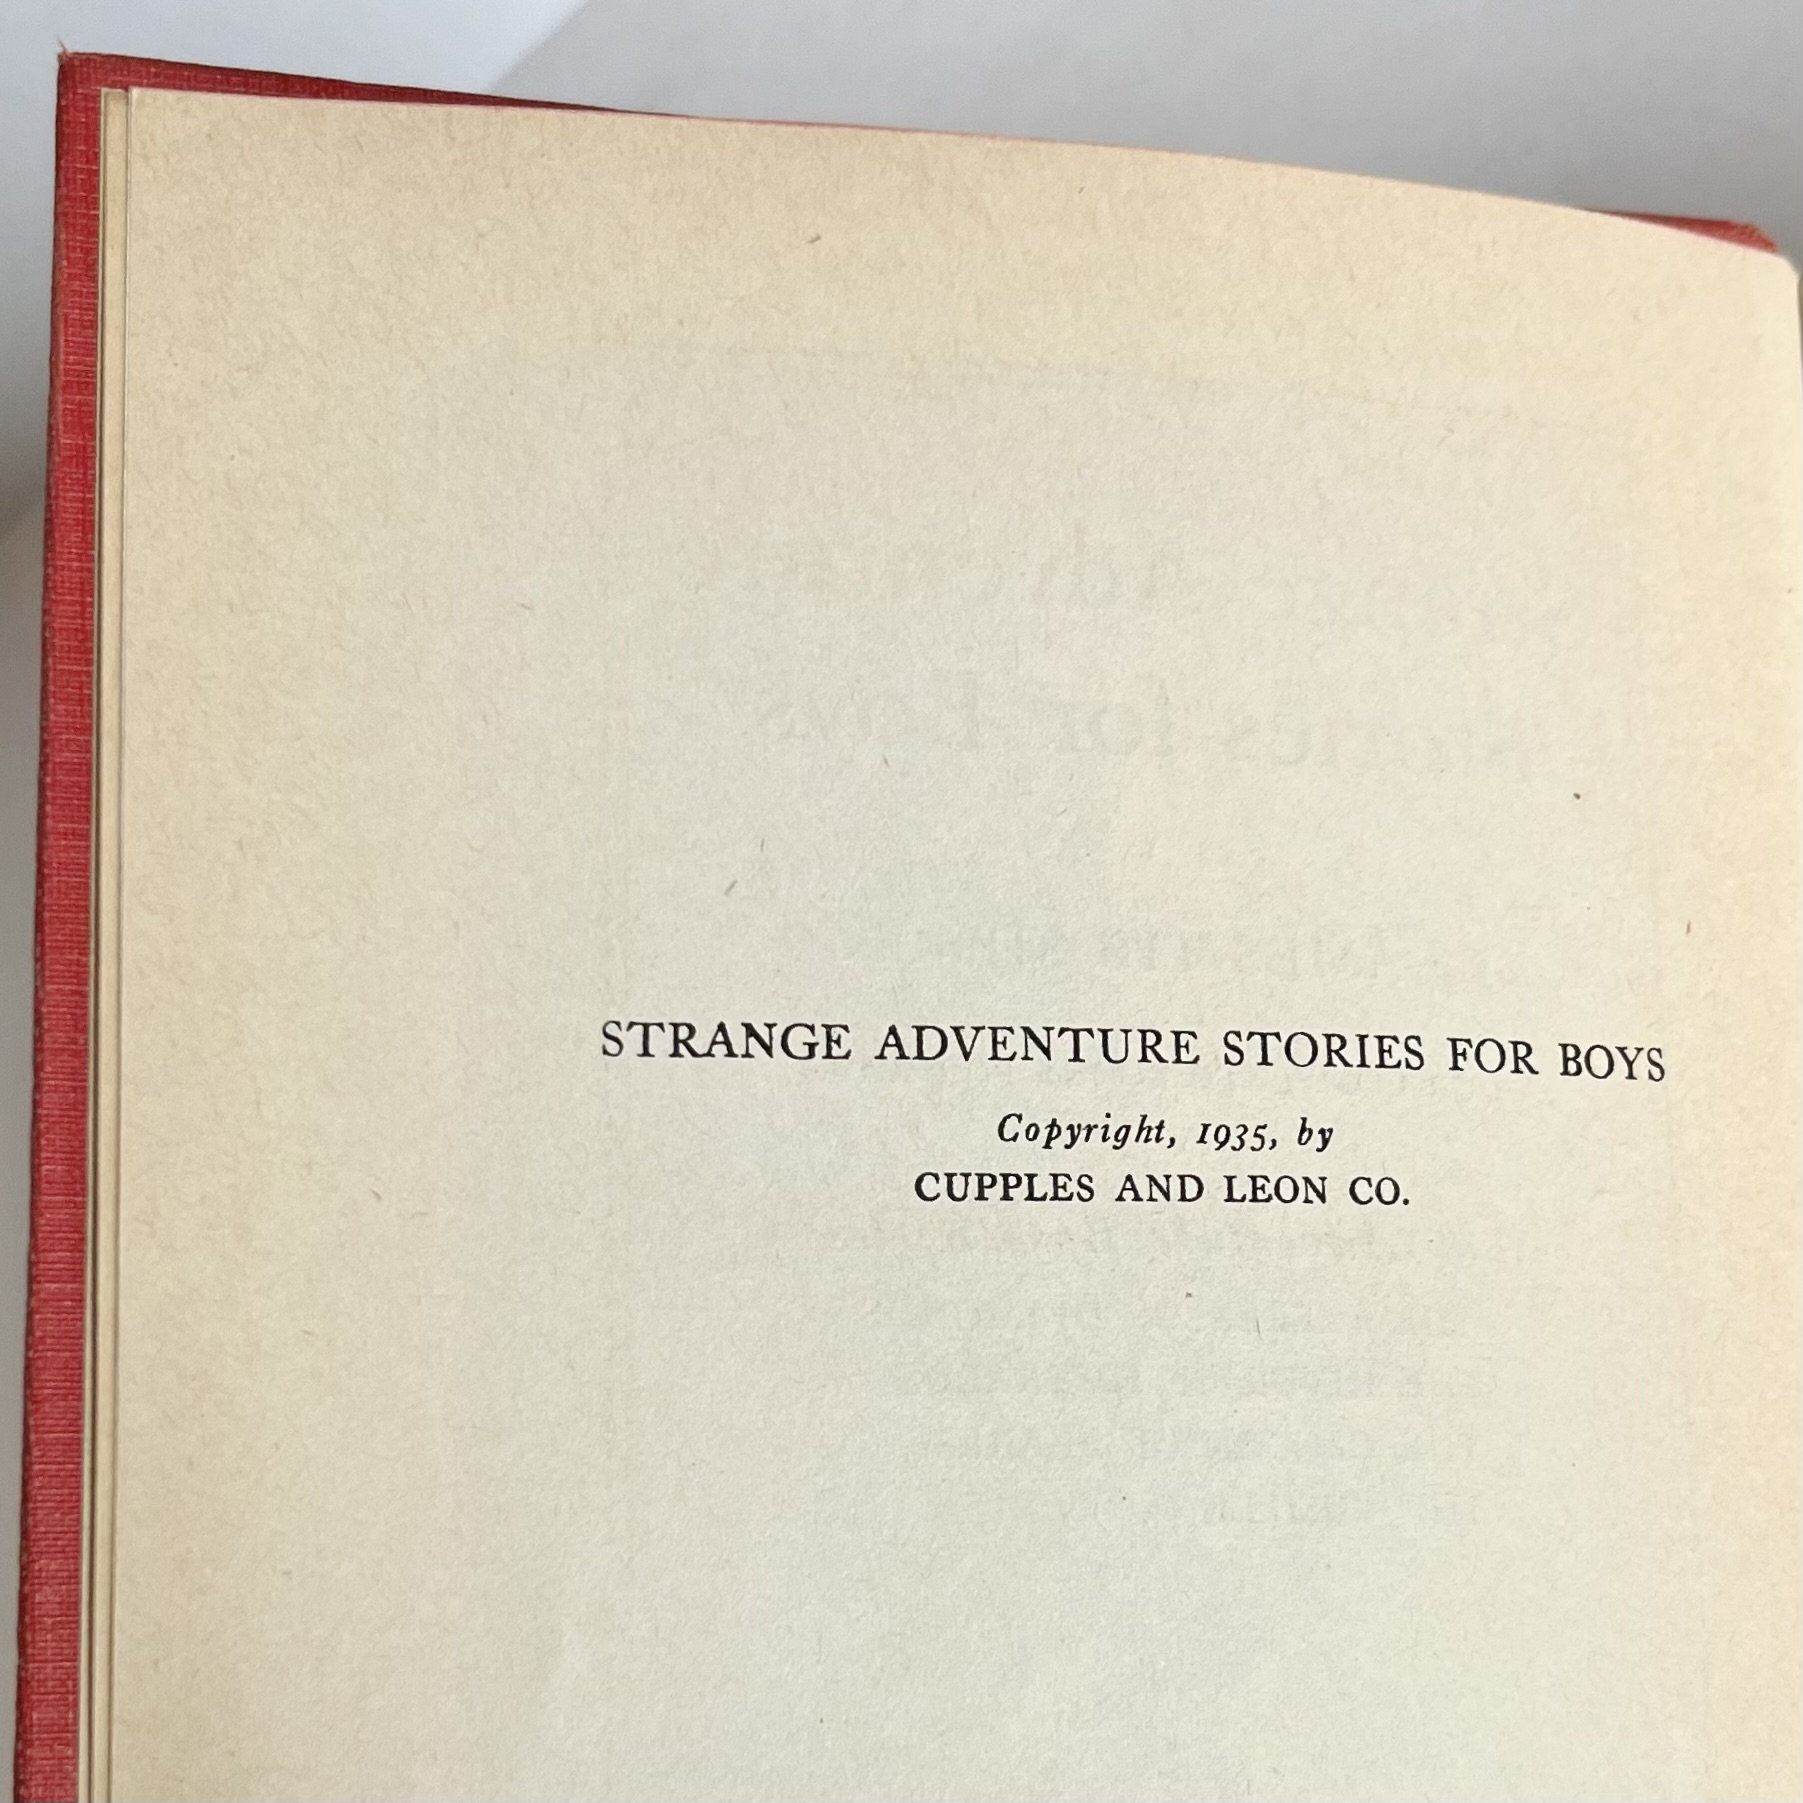 STRANGE ADVENTURE STORIES FOR BOYS
Copyright, 1935, by
CUPPLES AND LEON CO.